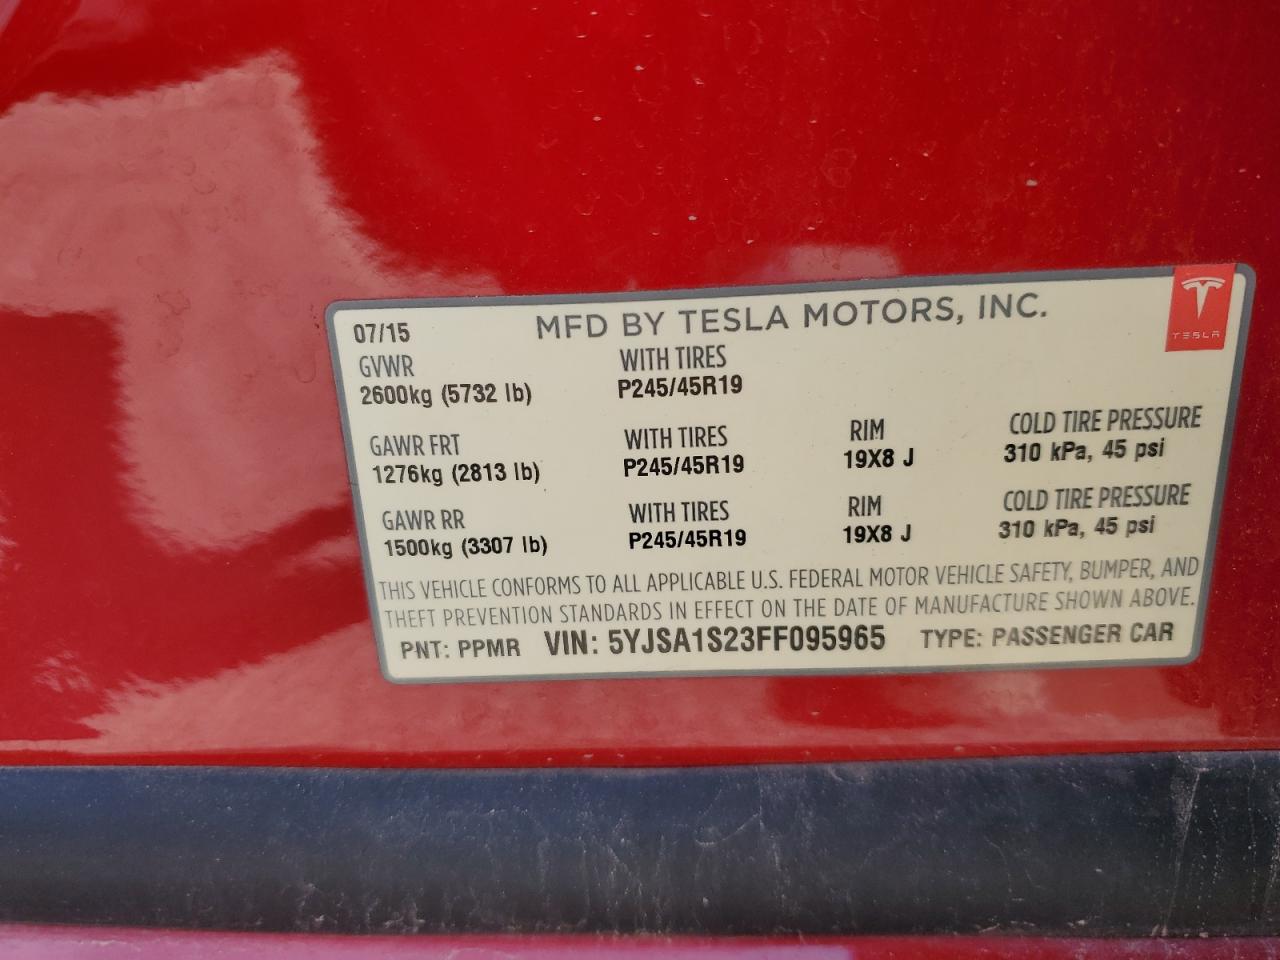 07/15 MFD BY TESLA MOTORS, INC.
TESLA
GVWR WITH TIRES
2600kg (5732 lb) P245/45R19
GAWR FRT WITH TIRES RIM COLD TIRE PRESSURE
1276kg (2813 lb) P245/45R19 19X8 J 310 kPa, 45 psi
GAWR RR WITH TIRES RIM COLD TIRE PRESSURE
1500kg (3307 lb) P245/45R19 19X8 J 310 kPa, 45 psi
THIS VEHICLE CONFORMS TO ALL APPLICABLE U.S. FEDERAL MOTOR VEHICLE SAFETY, BUMPER, AND
THEFT PREVENTION STANDARDS IN EFFECT ON THE DATE OF MANUFACTURE SHOWN ABOVE.
PNT: PPMR VIN: 5YJSA1S23FF095965 TYPE: PASSENGER CAR